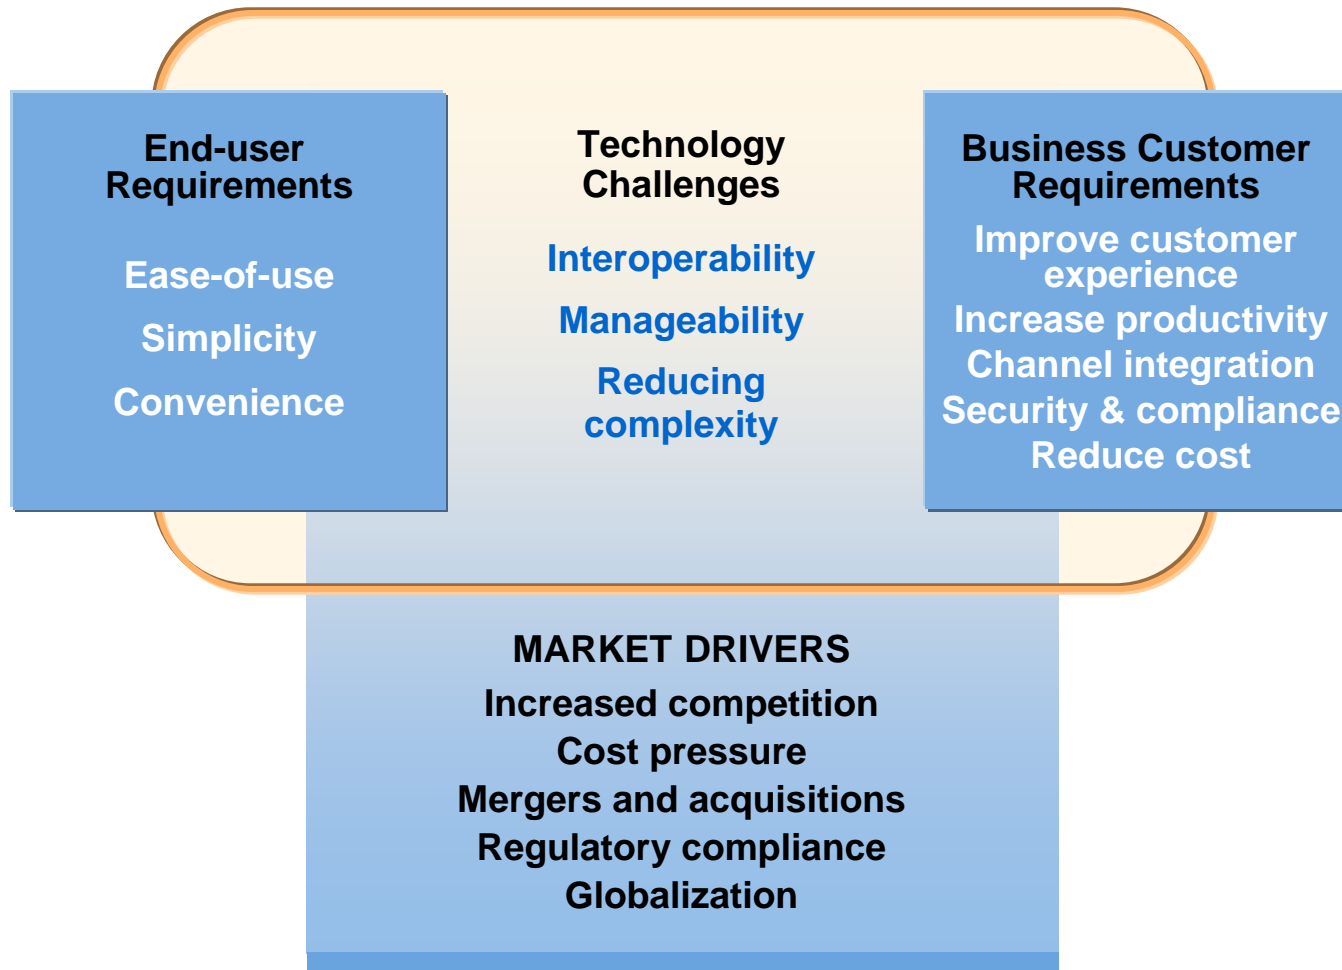 End-user
Requirements
Ease-of-use
Simplicity
Convenience
Technology
Challenges
Interoperability
Manageability
Reducing
complexity
Business Customer
Requirements
Improve customer
experience
Increase productivity
Channel integration
Security & compliance
Reduce cost
MARKET DRIVERS
Increased competition
Cost pressure
Mergers and acquisitions
Regulatory compliance
Globalization